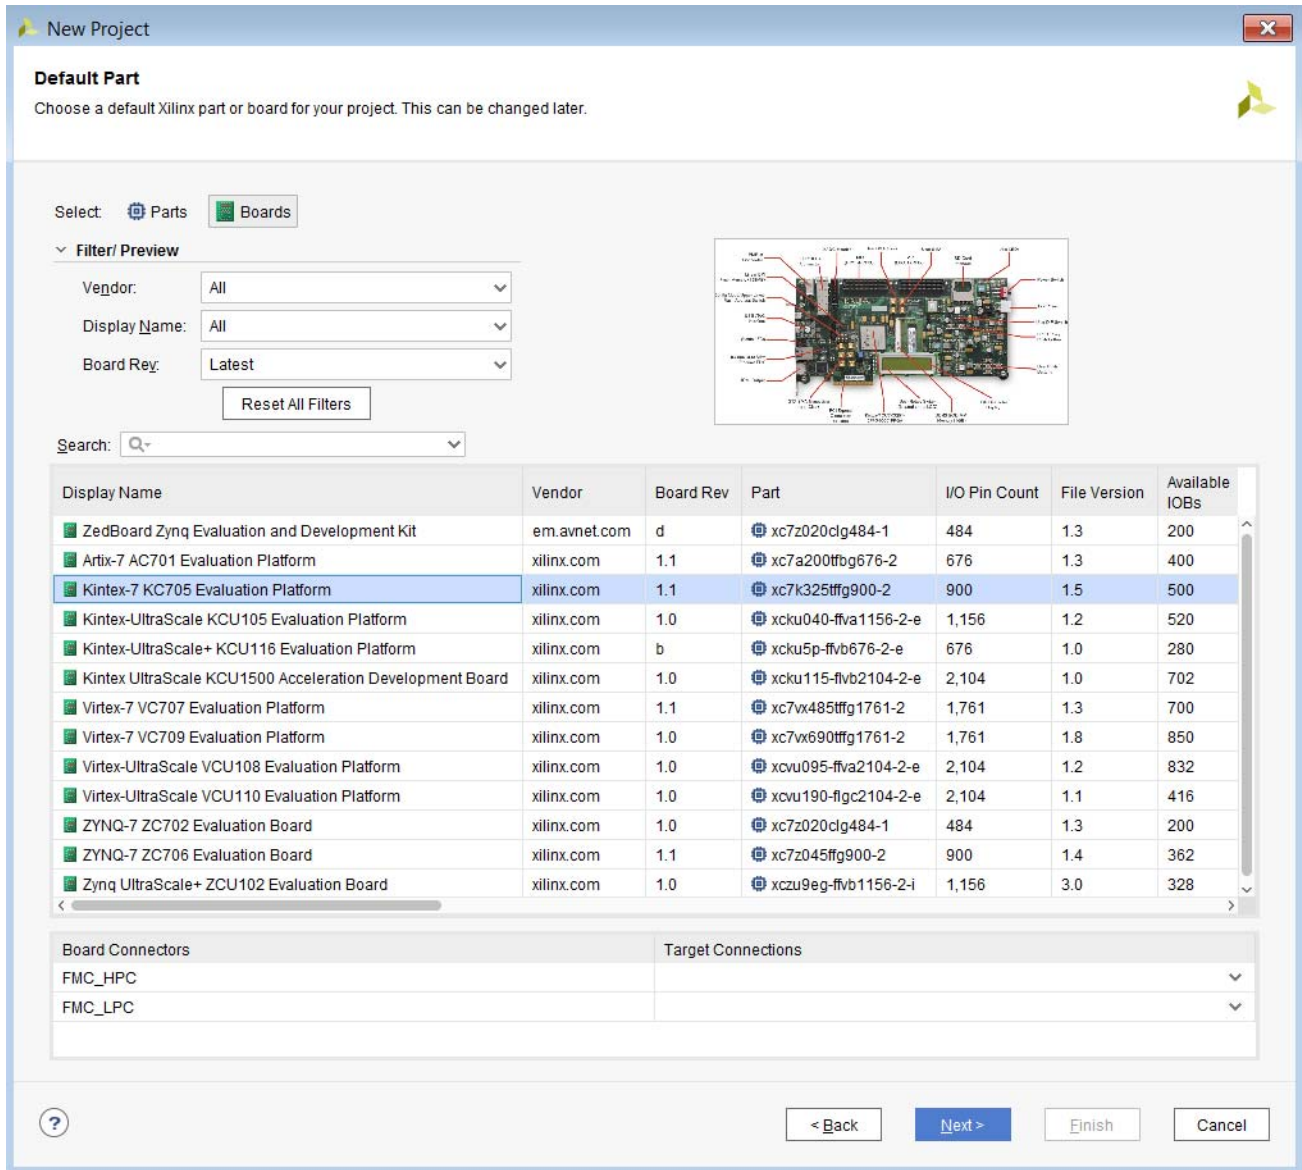 New Project
Default Part
Choose a default Xilinx part or board for your project. This can be changed later.
Select: Parts Boards
Filter/ Preview
Vendor: All
Display Name: All
Board Rev: Latest
Reset All Filters
Search:
Display Name Vendor Board Rev Part I/O Pin Count File Version Available IOBs
ZedBoard Zynq Evaluation and Development Kit em.avnet.com d xc7z020clg484-1 484 1.3 200
Artix-7 AC701 Evaluation Platform xilinx.com 1.1 xc7a200tfbg676-2 676 1.3 400
Kintex-7 KC705 Evaluation Platform xilinx.com 1.1 xc7k325tffg900-2 900 1.5 500
Kintex-UltraScale KCU105 Evaluation Platform xilinx.com 1.0 xcku040-ffva1156-2-e 1,156 1.2 520
Kintex-UltraScale+ KCU116 Evaluation Platform xilinx.com b xcku5p-ffvb676-2-e 676 1.0 280
Kintex UltraScale KCU1500 Acceleration Development Board xilinx.com 1.0 xcku115-flvb2104-2-e 2,104 1.0 702
Virtex-7 VC707 Evaluation Platform xilinx.com 1.1 xc7vx485tffg1761-2 1,761 1.3 700
Virtex-7 VC709 Evaluation Platform xilinx.com 1.0 xc7vx690tffg1761-2 1,761 1.8 850
Virtex-UltraScale VCU108 Evaluation Platform xilinx.com 1.0 xcvu095-ffva2104-2-e 2,104 1.2 832
Virtex-UltraScale VCU110 Evaluation Platform xilinx.com 1.0 xcvu190-flgc2104-2-e 2,104 1.1 416
ZYNQ-7 ZC702 Evaluation Board xilinx.com 1.0 xc7z020clg484-1 484 1.3 200
ZYNQ-7 ZC706 Evaluation Board xilinx.com 1.1 xc7z045ffg900-2 900 1.4 362
Zynq UltraScale+ ZCU102 Evaluation Board xilinx.com 1.0 xczu9eg-ffvb1156-2-i 1,156 3.0 328
Board Connectors Target Connections
FMC_HPC
FMC_LPC
? < Back Next > Finish Cancel